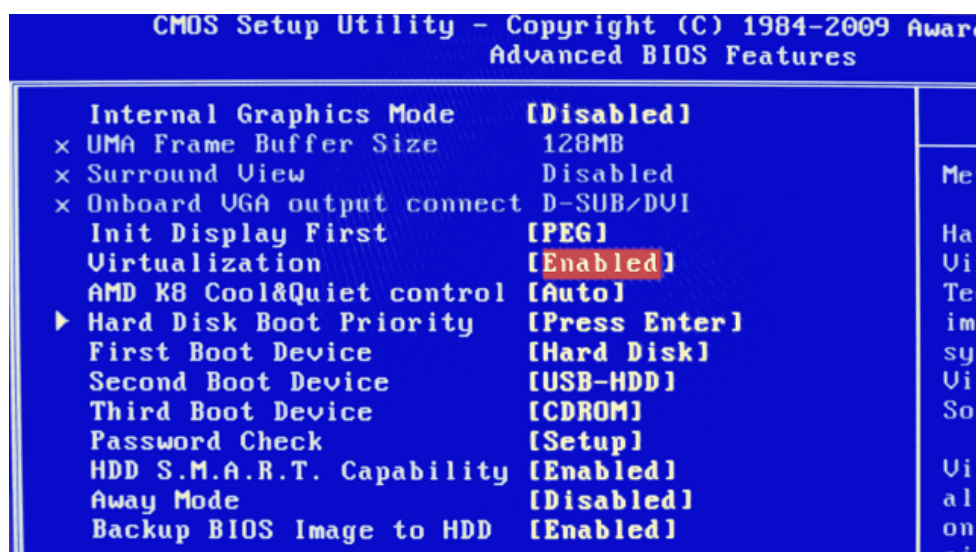 CMOS Setup Utility - Copyright (C) 1984-2009
Advanced BIOS Features
Internal Graphics Mode [Disabled]
x UMA Frame Buffer Size 128MB
x Surround View Disabled
x Onboard VGA output connect D-SUB/DVI
Init Display First [PEG]
Virtualization [Enabled]
AMD K8 Cool&Quiet control [Auto]
Hard Disk Boot Priority [Press Enter]
First Boot Device [Hard Disk]
Second Boot Device [USB-HDD]
Third Boot Device [CDROM]
Password Check [Setup]
HDD S.M.A.R.T. Capability [Enabled]
Away Mode [Disabled]
Backup BIOS Image to HDD [Enabled]